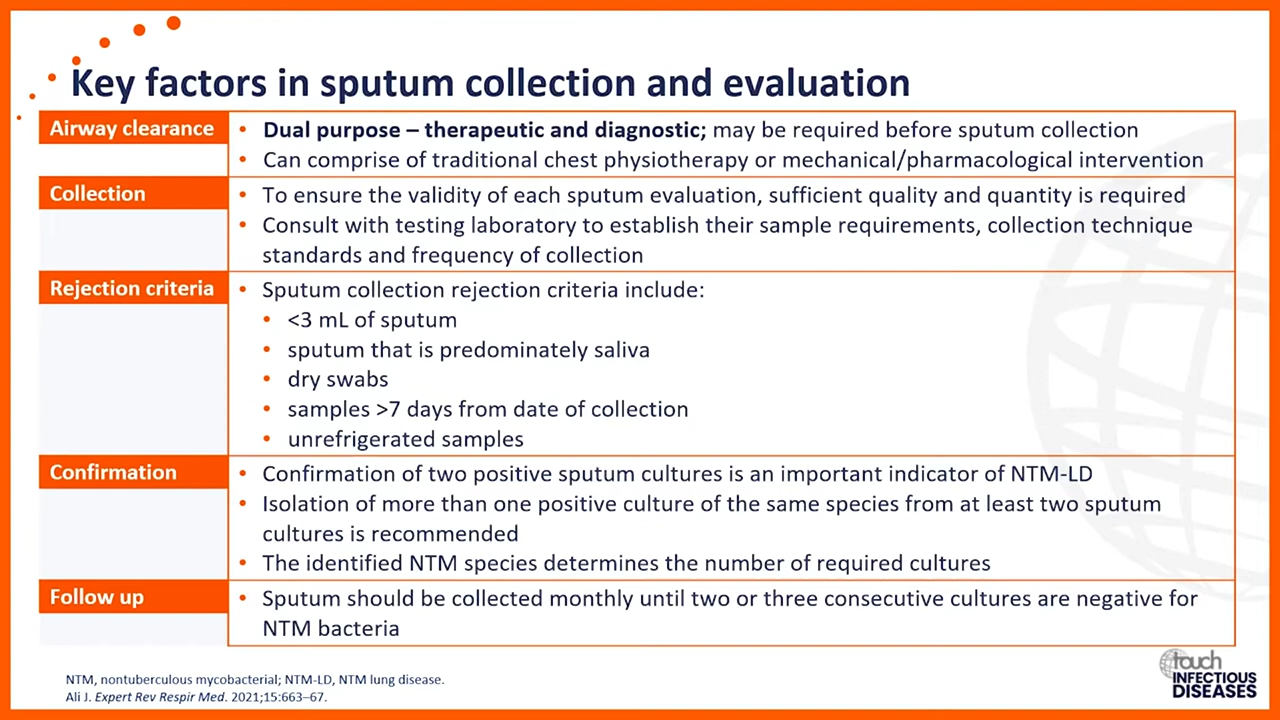 Key factors in sputum collection and evaluation
Airway clearance
• Dual purpose – therapeutic and diagnostic; may be required before sputum collection
• Can comprise of traditional chest physiotherapy or mechanical/pharmacological intervention
Collection
• To ensure the validity of each sputum evaluation, sufficient quality and quantity is required
• Consult with testing laboratory to establish their sample requirements, collection technique
standards and frequency of collection
Rejection criteria
• Sputum collection rejection criteria include:
• <3 mL of sputum
• sputum that is predominately saliva
• dry swabs
• samples >7 days from date of collection
• unrefrigerated samples
Confirmation
• Confirmation of two positive sputum cultures is an important indicator of NTM-LD
• Isolation of more than one positive culture of the same species from at least two sputum
cultures is recommended
• The identified NTM species determines the number of required cultures
Follow up
• Sputum should be collected monthly until two or three consecutive cultures are negative for
NTM bacteria
NTM, nontuberculous mycobacterial; NTM-LD, NTM lung disease.
Ali J. Expert Rev Respir Med. 2021;15:663–67.
touch
INFECTIOUS
DISEASES